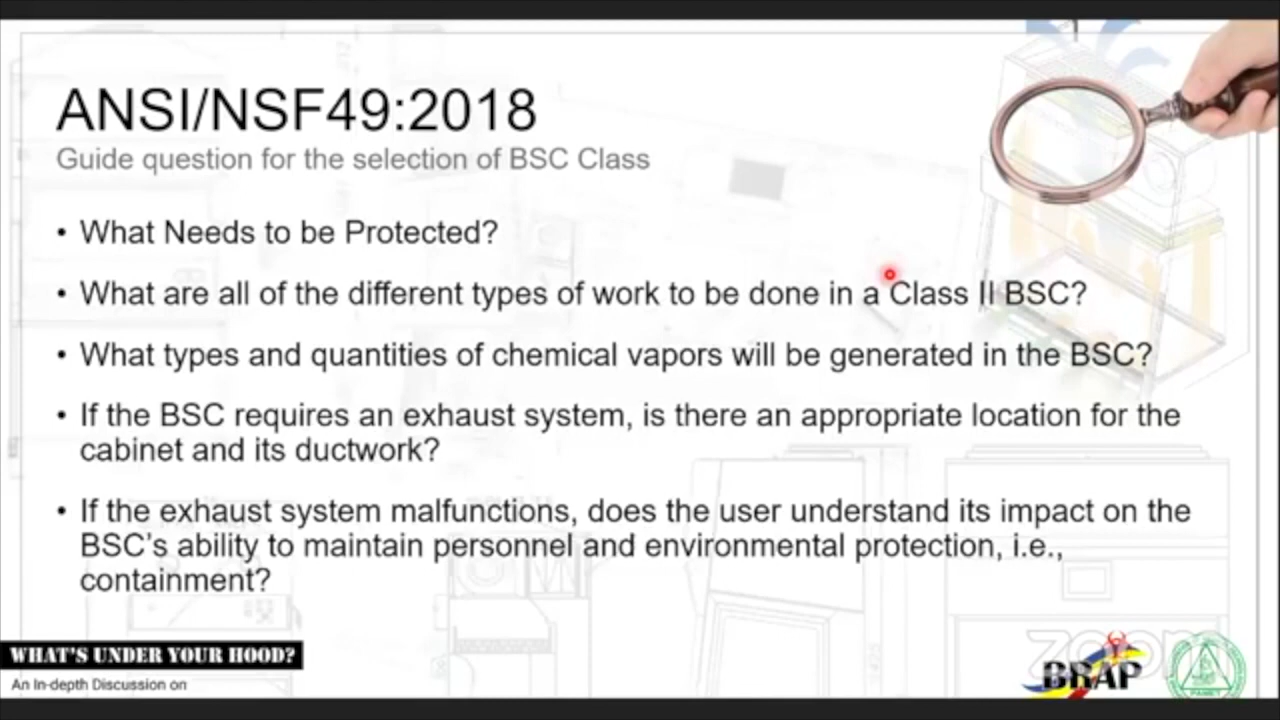 ANSI/NSF49:2018
Guide question for the selection of BSC Class
• What Needs to be Protected?
• What are all of the different types of work to be done in a Class II BSC?
• What types and quantities of chemical vapors will be generated in the BSC?
• If the BSC requires an exhaust system, is there an appropriate location for the
cabinet and its ductwork?
• If the exhaust system malfunctions, does the user understand its impact on the
BSC's ability to maintain personnel and environmental protection, i.e.,
containment?
WHAT'S UNDER YOUR HOOD?
An In-depth Discussion on
zoom
BRAP
PAMET